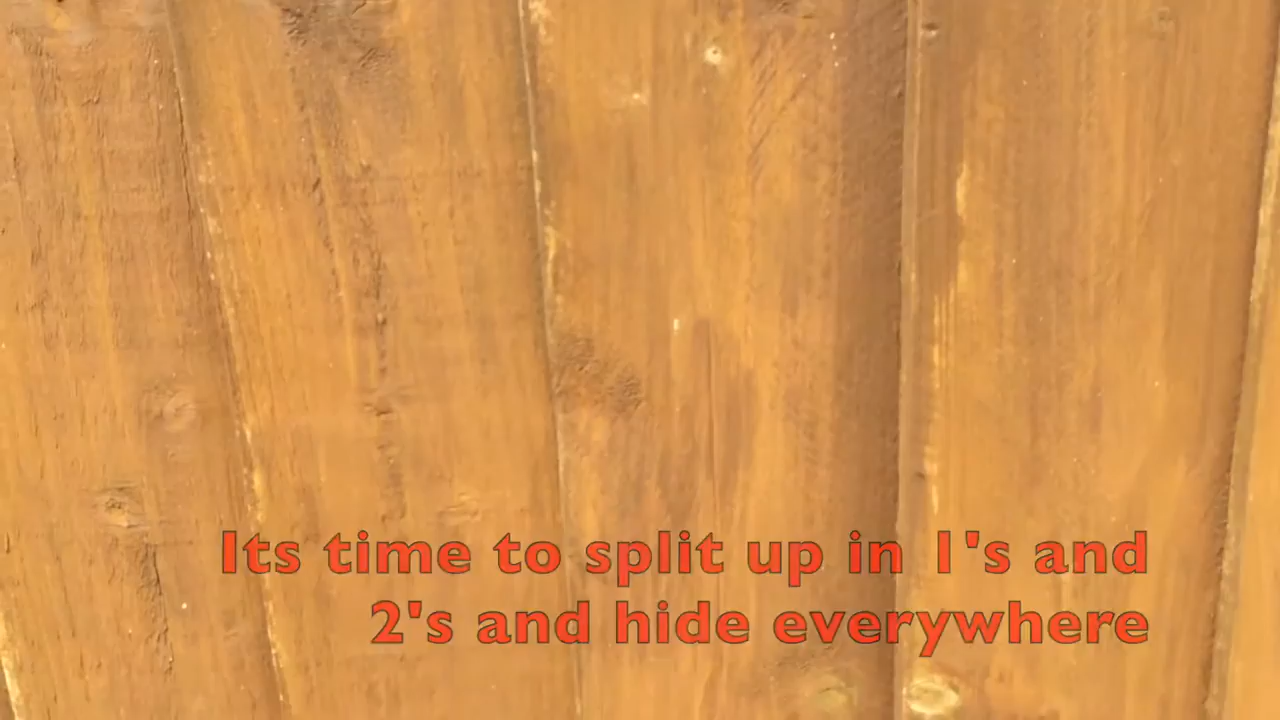 Its time to split up in 1's and
2's and hide everywhere